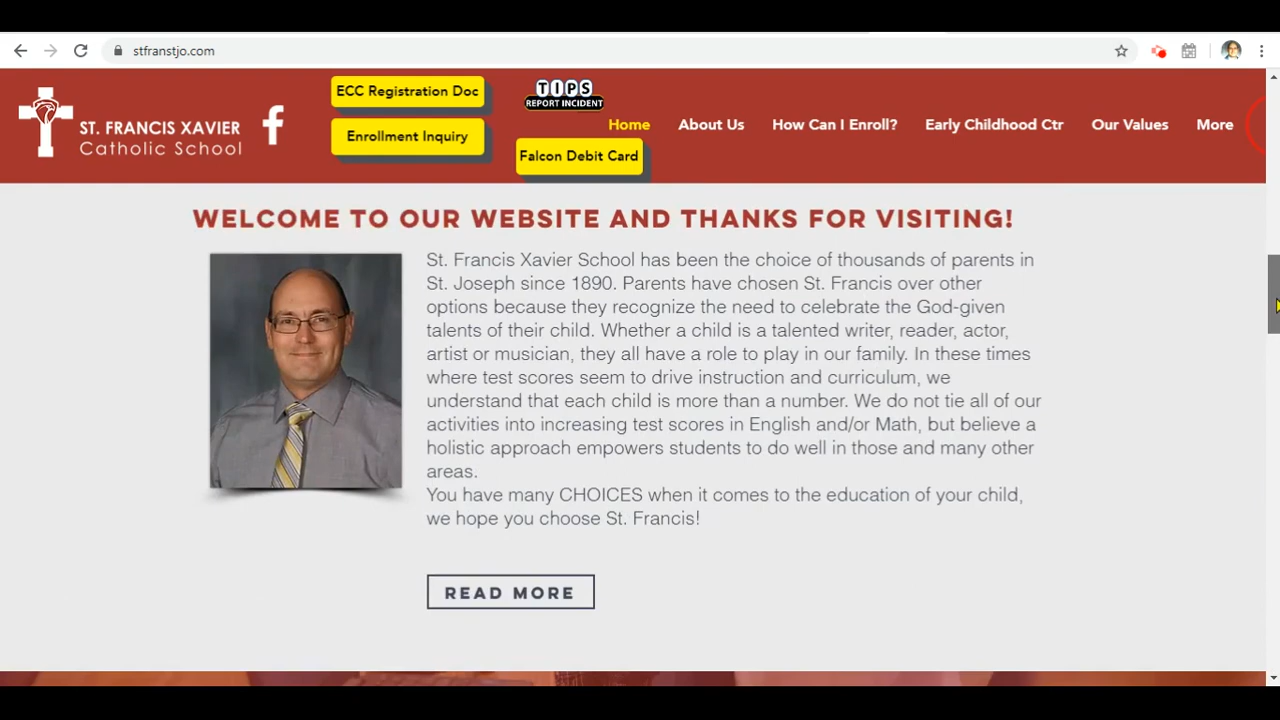 stfranstjo.com
ST. FRANCIS XAVIER
Catholic School
f
ECC Registration Doc
Enrollment Inquiry
TIPS
REPORT INCIDENT
Falcon Debit Card
Home
About Us
How Can I Enroll?
Early Childhood Ctr
Our Values
More
WELCOME TO OUR WEBSITE AND THANKS FOR VISITING!
St. Francis Xavier School has been the choice of thousands of parents in
St. Joseph since 1890. Parents have chosen St. Francis over other
options because they recognize the need to celebrate the God-given
talents of their child. Whether a child is a talented writer, reader, actor,
artist or musician, they all have a role to play in our family. In these times
where test scores seem to drive instruction and curriculum, we
understand that each child is more than a number. We do not tie all of our
activities into increasing test scores in English and/or Math, but believe a
holistic approach empowers students to do well in those and many other
areas.
You have many CHOICES when it comes to the education of your child,
we hope you choose St. Francis!
READ MORE